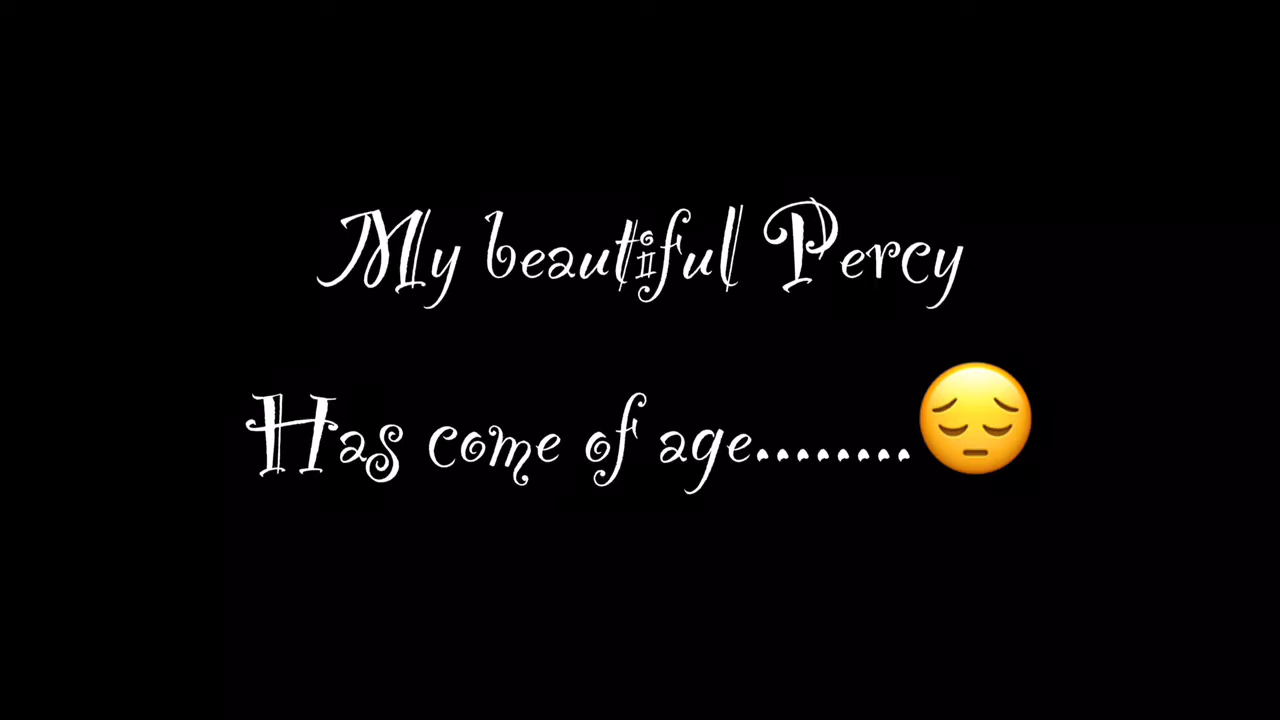 My beautiful Percy
Has come of age........😔